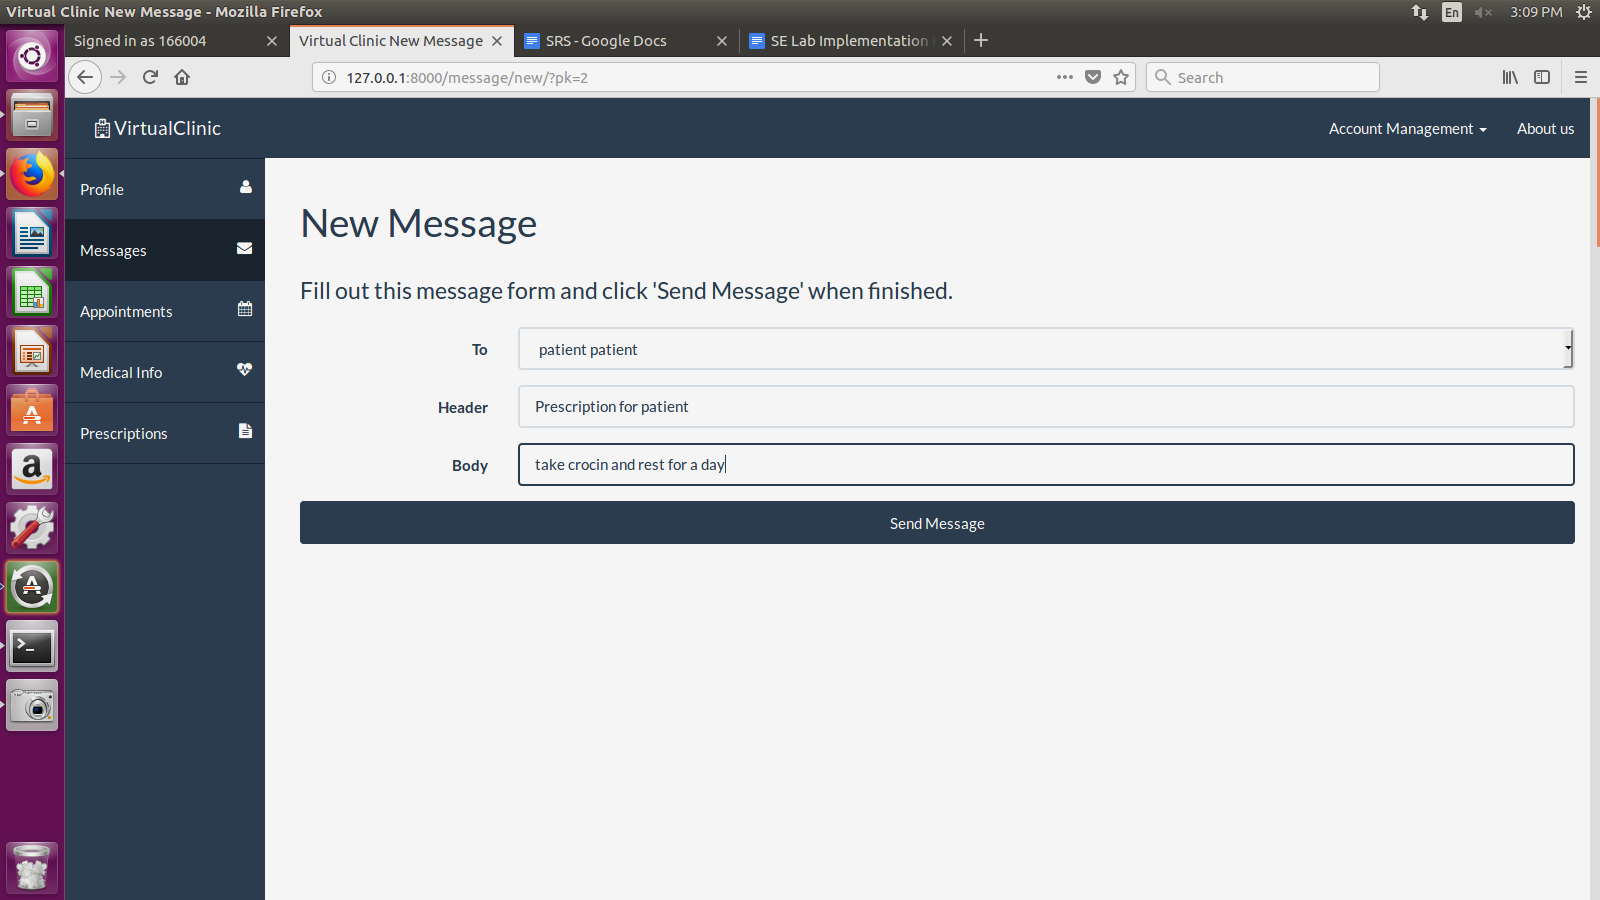 Virtual Clinic New Message - Mozilla Firefox
En
3:09 PM
Signed in as 166004
Virtual Clinic New Message
SRS - Google Docs
SE Lab Implementation
127.0.0.1:8000/message/new/?pk=2
Search
VirtualClinic
Account Management
About us
Profile
Messages
Appointments
Medical Info
Prescriptions
New Message
Fill out this message form and click 'Send Message' when finished.
To
patient patient
Header
Prescription for patient
Body
take crocin and rest for a day
Send Message